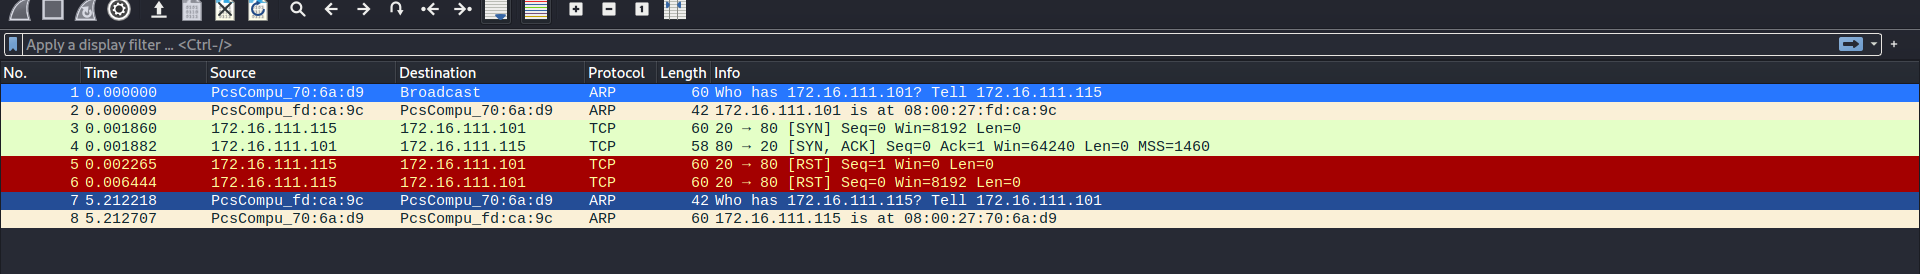 Apply a display filter ... <Ctrl-/>
No. Time Source Destination Protocol Length Info
1 0.000000 PcsCompu_70:6a:d9 Broadcast ARP 60 Who has 172.16.111.101? Tell 172.16.111.115
2 0.000009 PcsCompu_fd:ca:9c PcsCompu_70:6a:d9 ARP 42 172.16.111.101 is at 08:00:27:fd:ca:9c
3 0.001860 172.16.111.115 172.16.111.101 TCP 60 20 → 80 [SYN] Seq=0 Win=8192 Len=0
4 0.001882 172.16.111.101 172.16.111.115 TCP 58 80 → 20 [SYN, ACK] Seq=0 Ack=1 Win=64240 Len=0 MSS=1460
5 0.002265 172.16.111.115 172.16.111.101 TCP 60 20 → 80 [RST] Seq=1 Win=0 Len=0
6 0.006444 172.16.111.115 172.16.111.101 TCP 60 20 → 80 [RST] Seq=0 Win=8192 Len=0
7 5.212218 PcsCompu_fd:ca:9c PcsCompu_70:6a:d9 ARP 42 Who has 172.16.111.115? Tell 172.16.111.101
8 5.212707 PcsCompu_70:6a:d9 PcsCompu_fd:ca:9c ARP 60 172.16.111.115 is at 08:00:27:70:6a:d9